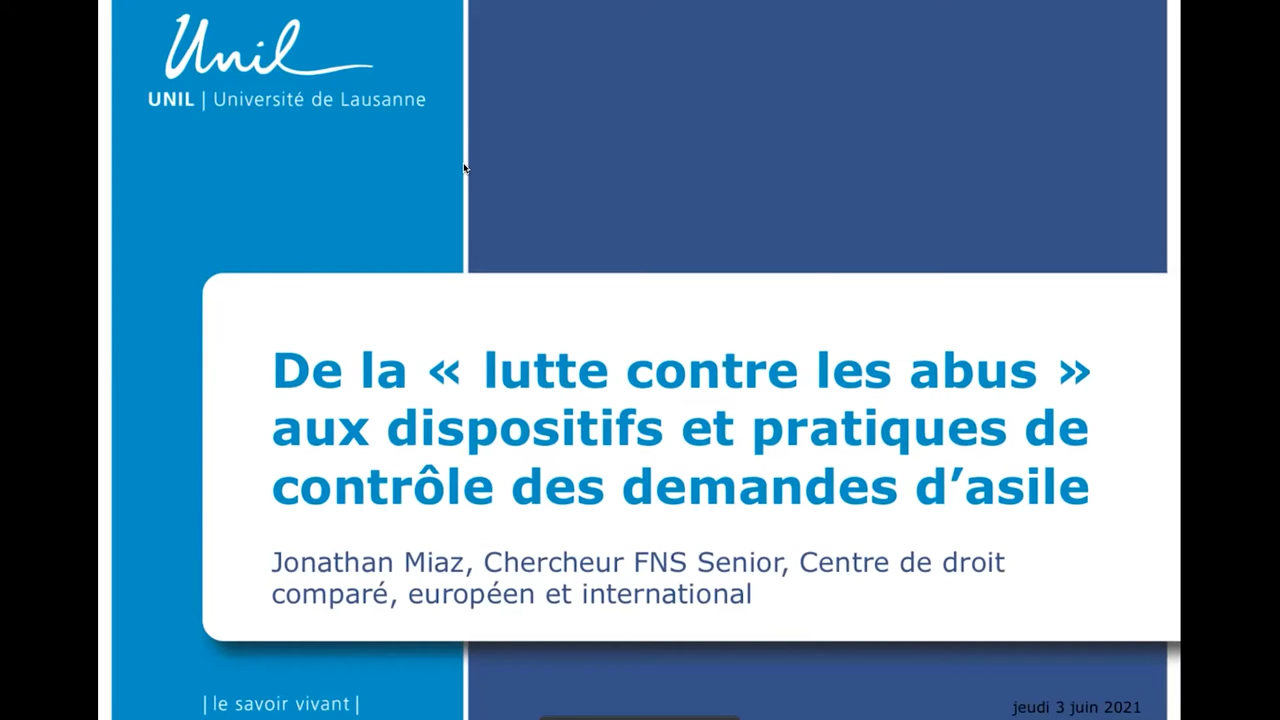 Unil
UNIL | Université de Lausanne
De la « lutte contre les abus »
aux dispositifs et pratiques de
contrôle des demandes d’asile
Jonathan Miaz, Chercheur FNS Senior, Centre de droit
comparé, européen et international
| le savoir vivant |
jeudi 3 juin 2021